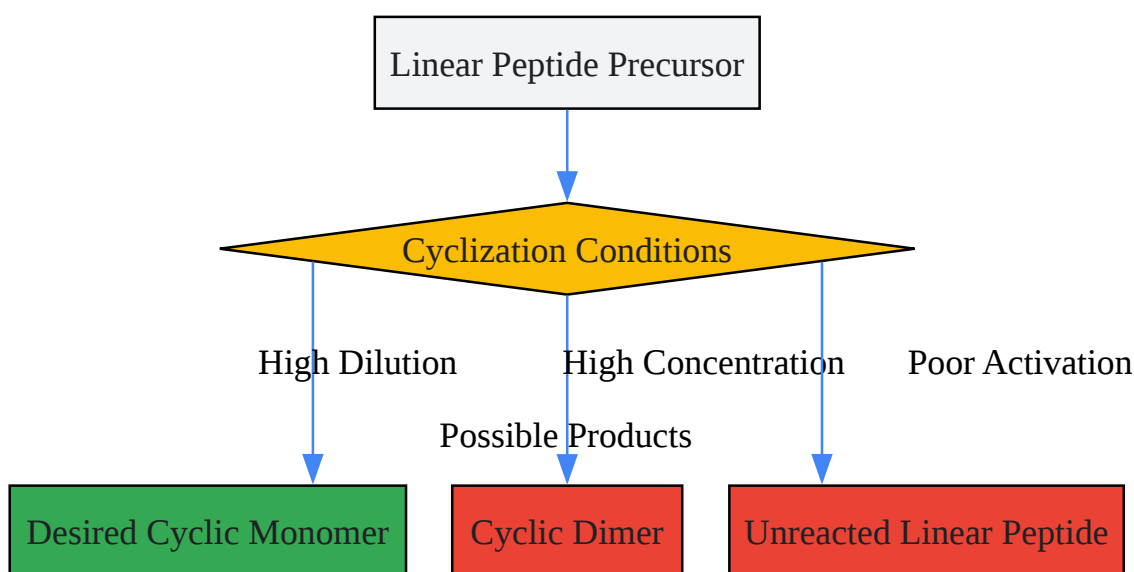 Linear Peptide Precursor
Cyclization Conditions
High Dilution
High Concentration
Poor Activation
Possible Products
Desired Cyclic Monomer
Cyclic Dimer
Unreacted Linear Peptide